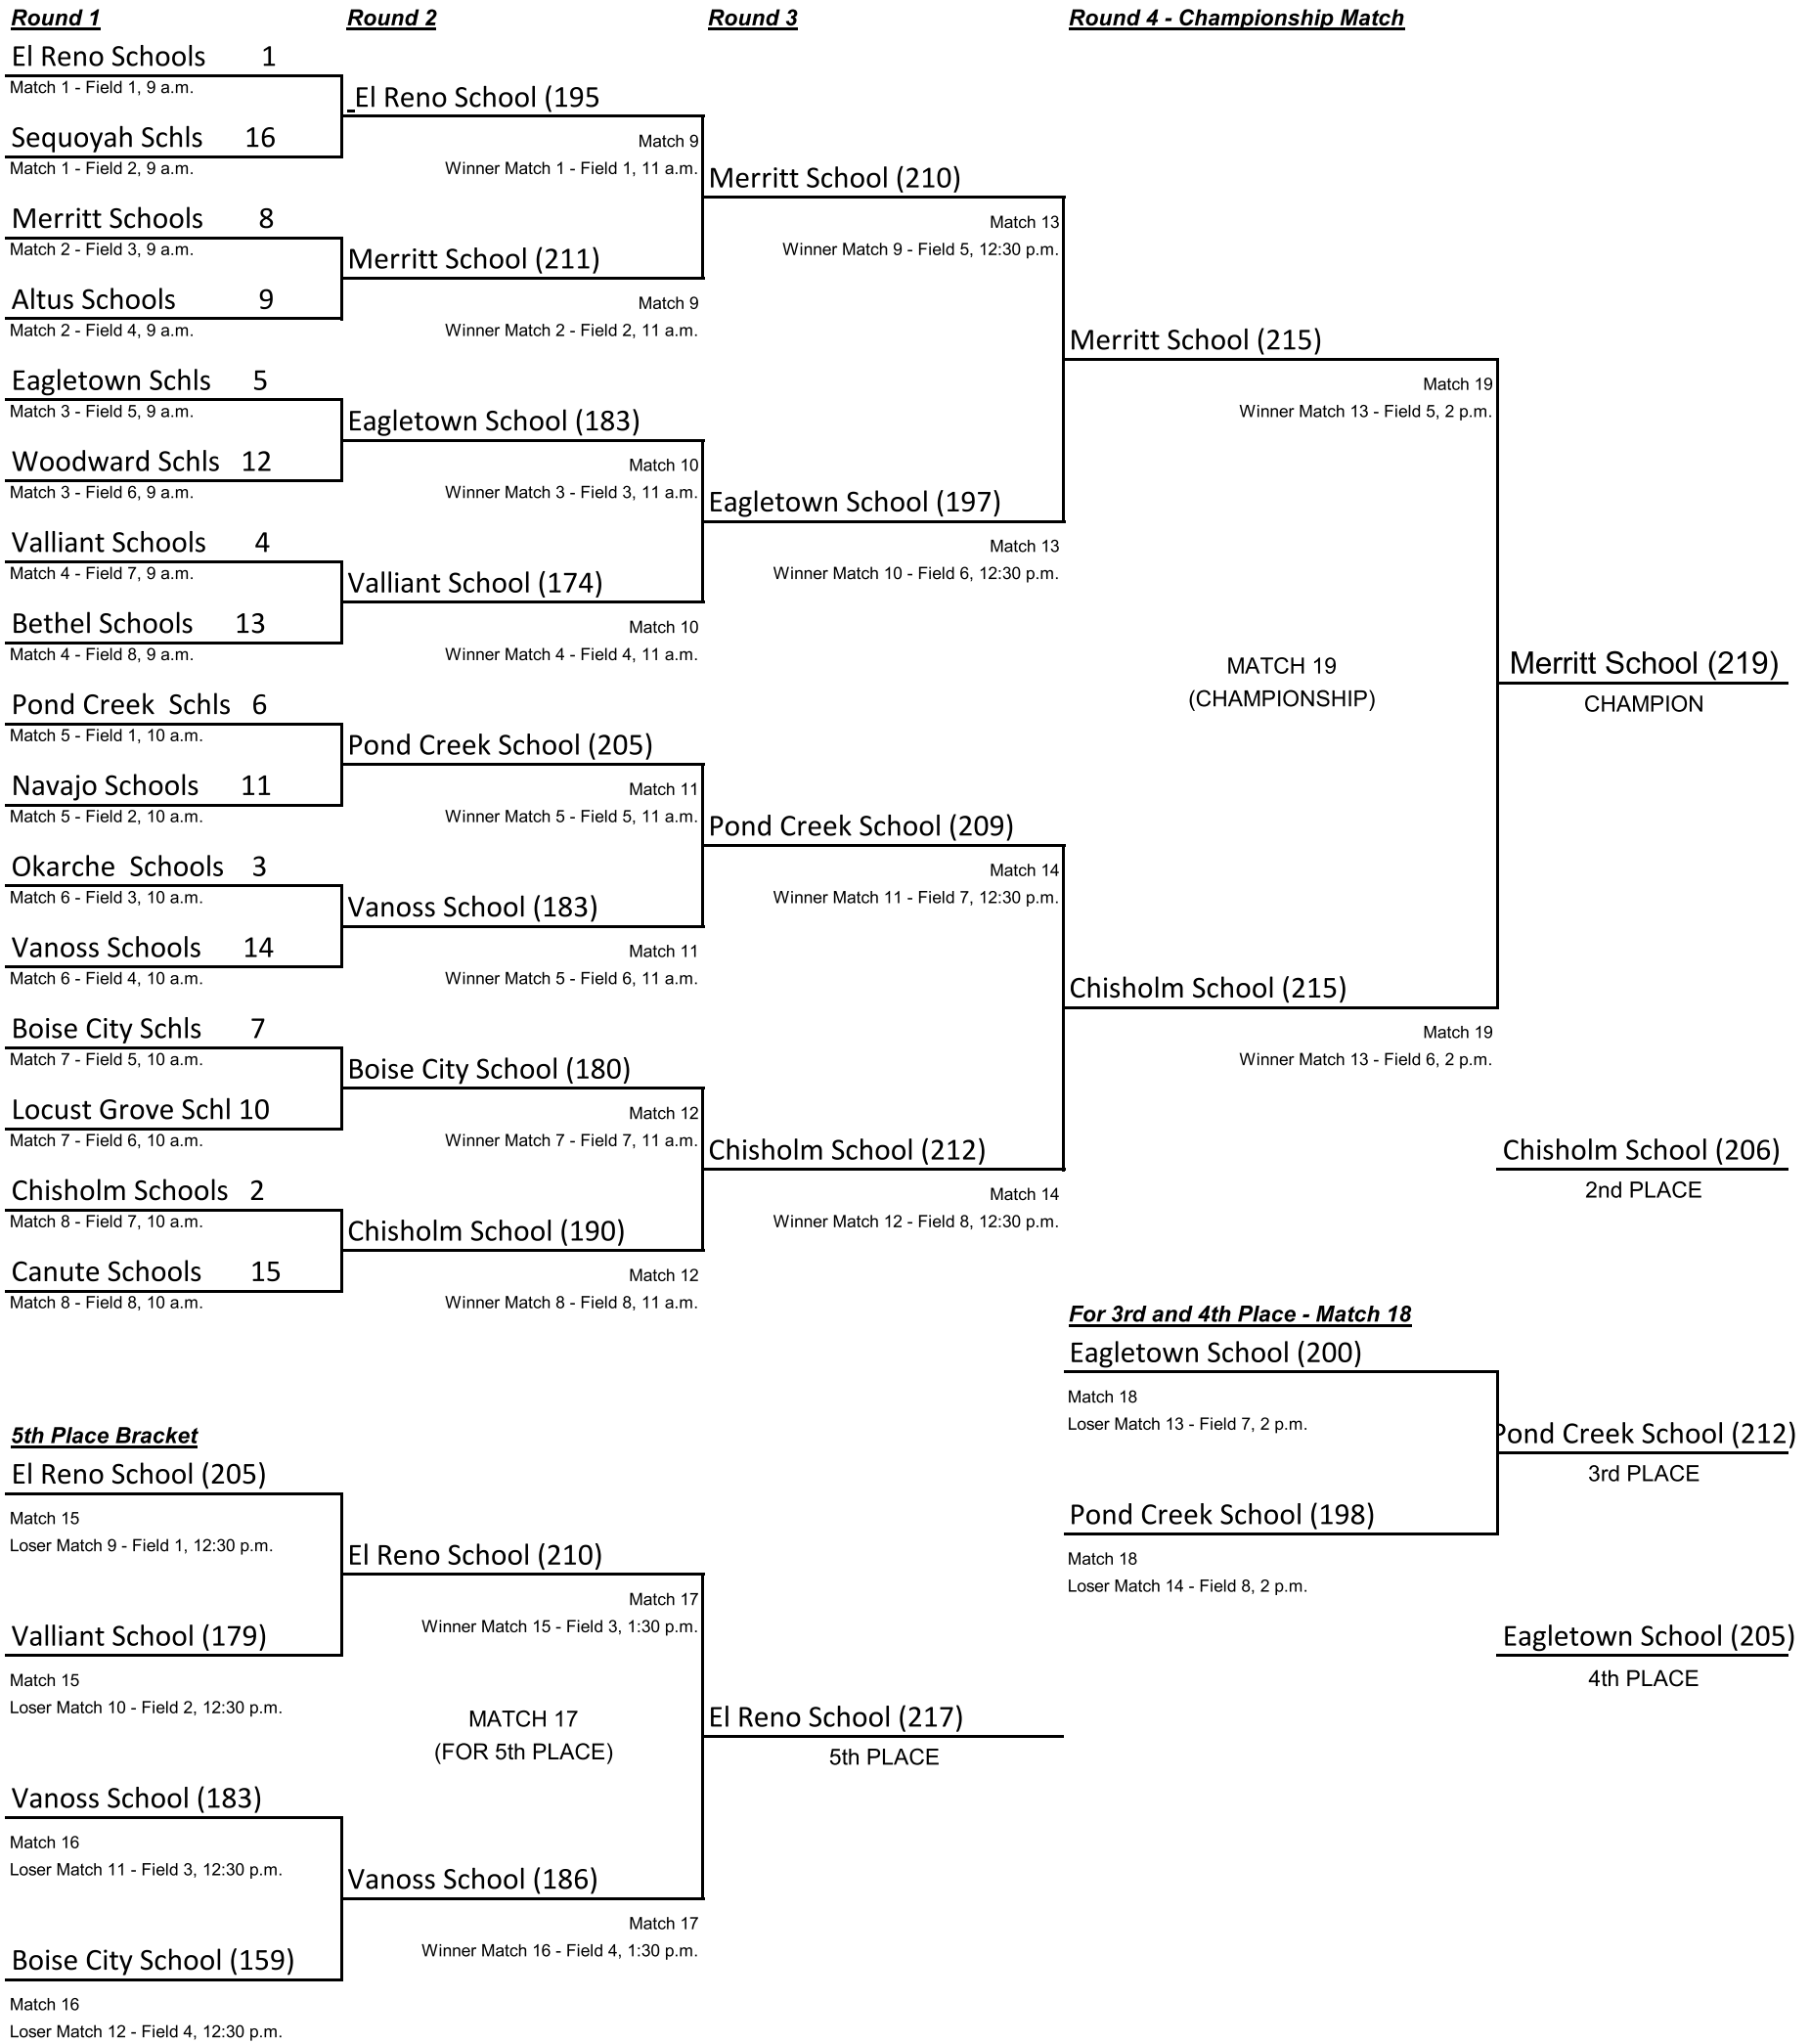 Round 1
Round 2
Round 3
Round 4 - Championship Match
El Reno Schools 1
Match 1 - Field 1, 9 a.m.
Sequoyah Schls 16
Match 1 - Field 2, 9 a.m.
Merritt Schools 8
Match 2 - Field 3, 9 a.m.
Altus Schools 9
Match 2 - Field 4, 9 a.m.
Eagletown Schls 5
Match 3 - Field 5, 9 a.m.
Woodward Schls 12
Match 3 - Field 6, 9 a.m.
Valliant Schools 4
Match 4 - Field 7, 9 a.m.
Bethel Schools 13
Match 4 - Field 8, 9 a.m.
Pond Creek Schls 6
Match 5 - Field 1, 10 a.m.
Navajo Schools 11
Match 5 - Field 2, 10 a.m.
Okarche Schools 3
Match 6 - Field 3, 10 a.m.
Vanoss Schools 14
Match 6 - Field 4, 10 a.m.
Boise City Schls 7
Match 7 - Field 5, 10 a.m.
Locust Grove Schl 10
Match 7 - Field 6, 10 a.m.
Chisholm Schools 2
Match 8 - Field 7, 10 a.m.
Canute Schools 15
Match 8 - Field 8, 10 a.m.
_El Reno School (195
Match 9
Winner Match 1 - Field 1, 11 a.m.
Merritt School (211)
Match 9
Winner Match 2 - Field 2, 11 a.m.
Eagletown School (183)
Match 10
Winner Match 3 - Field 3, 11 a.m.
Valliant School (174)
Match 10
Winner Match 4 - Field 4, 11 a.m.
Pond Creek School (205)
Match 11
Winner Match 5 - Field 5, 11 a.m.
Vanoss School (183)
Match 11
Winner Match 5 - Field 6, 11 a.m.
Boise City School (180)
Match 12
Winner Match 7 - Field 7, 11 a.m.
Chisholm School (190)
Match 12
Winner Match 8 - Field 8, 11 a.m.
Merritt School (210)
Match 13
Winner Match 9 - Field 5, 12:30 p.m.
Eagletown School (197)
Match 13
Winner Match 10 - Field 6, 12:30 p.m.
Pond Creek School (209)
Match 14
Winner Match 11 - Field 7, 12:30 p.m.
Chisholm School (212)
Match 14
Winner Match 12 - Field 8, 12:30 p.m.
Merritt School (215)
Match 19
Winner Match 13 - Field 5, 2 p.m.
MATCH 19
(CHAMPIONSHIP)
Chisholm School (215)
Match 19
Winner Match 13 - Field 6, 2 p.m.
Merritt School (219)
CHAMPION
Chisholm School (206)
2nd PLACE
For 3rd and 4th Place - Match 18
Eagletown School (200)
Match 18
Loser Match 13 - Field 7, 2 p.m.
Pond Creek School (198)
Match 18
Loser Match 14 - Field 8, 2 p.m.
Pond Creek School (212)
3rd PLACE
Eagletown School (205)
4th PLACE
5th Place Bracket
El Reno School (205)
Match 15
Loser Match 9 - Field 1, 12:30 p.m.
Valliant School (179)
Match 15
Loser Match 10 - Field 2, 12:30 p.m.
Vanoss School (183)
Match 16
Loser Match 11 - Field 3, 12:30 p.m.
Boise City School (159)
Match 16
Loser Match 12 - Field 4, 12:30 p.m.
El Reno School (210)
Match 17
Winner Match 15 - Field 3, 1:30 p.m.
MATCH 17
(FOR 5th PLACE)
Vanoss School (186)
Match 17
Winner Match 16 - Field 4, 1:30 p.m.
El Reno School (217)
5th PLACE